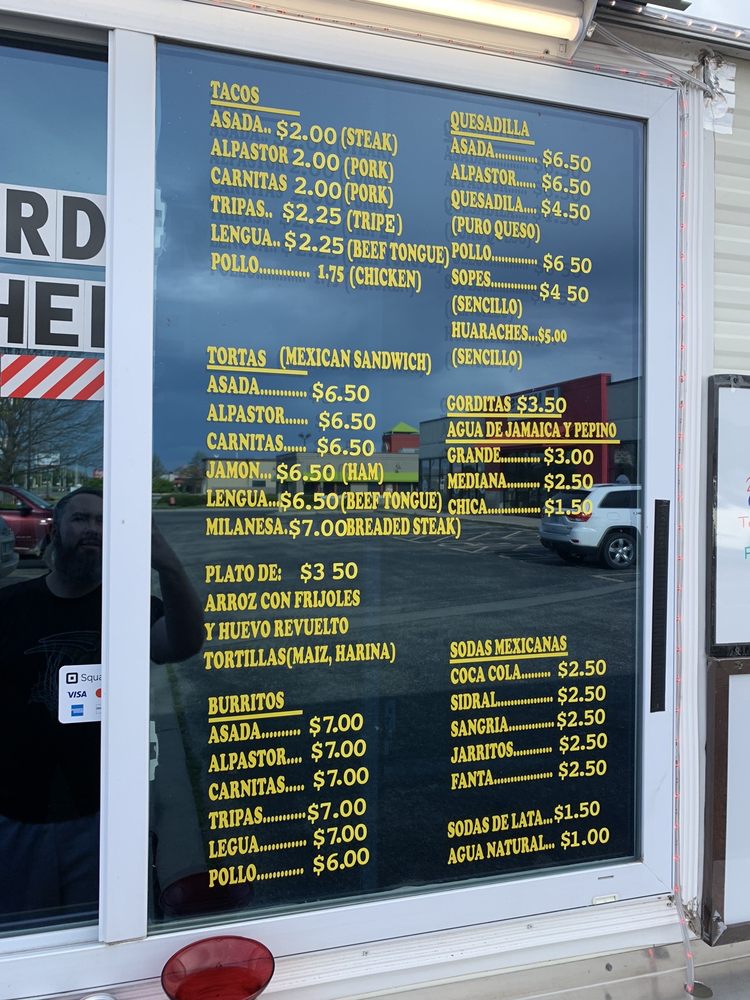 TACOS
ASADA.. $2.00 (STEAK)
ALPASTOR 2.00 (PORK)
CARNITAS 2.00 (PORK)
TRIPAS.. $2.25 (TRIPE)
LENGUA.. $2.25 (BEEF TONGUE)
POLLO............ 1.75 (CHICKEN)
TORTAS (MEXICAN SANDWICH)
ASADA........... $6.50
ALPASTOR...... $6.50
CARNITAS...... $6.50
JAMON... $6.50 (HAM)
LENGUA.. $6.50(BEEF TONGUE)
MILANESA.$7.00BREADED STEAK)
PLATO DE: $3 50
ARROZ CON FRIJOLES
Y HUEVO REVUELTO
TORTILLAS(MAIZ, HARINA)
BURRITOS
ASADA.......... $7.00
ALPASTOR.... $7.00
CARNITAS..... $7.00
TRIPAS...........$7.00
LEGUA........... $7.00
POLLO............ $6.00
QUESADILLA
ASADA............ $6.50
ALPASTOR...... $6.50
QUESADILA.... $4.50
(PURO QUESO)
POLLO............ $6 50
SOPES............ $4 50
(SENCILLO)
HUARACHES...$5.00
(SENCILLO)
GORDITAS $3.50
AGUA DE JAMAICA Y PEPINO
GRANDE.......... $3.00
MEDIANA......... $2.50
CHICA.............. $1.50
SODAS MEXICANAS
COCA COLA........ $2.50
SIDRAL.............. $2.50
SANGRIA............ $2.50
JARRITOS.......... $2.50
FANTA............... $2.50
SODAS DE LATA...$1.50
AGUA NATURAL... $1.00
RD
HE
Squa
VISA